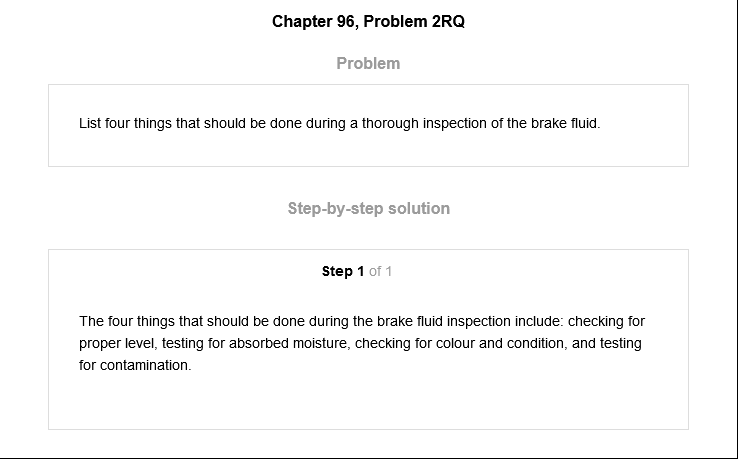 Chapter 96, Problem 2RQ
Problem
List four things that should be done during a thorough inspection of the brake fluid.
Step-by-step solution
Step 1 of 1
The four things that should be done during the brake fluid inspection include: checking for
proper level, testing for absorbed moisture, checking for colour and condition, and testing
for contamination.